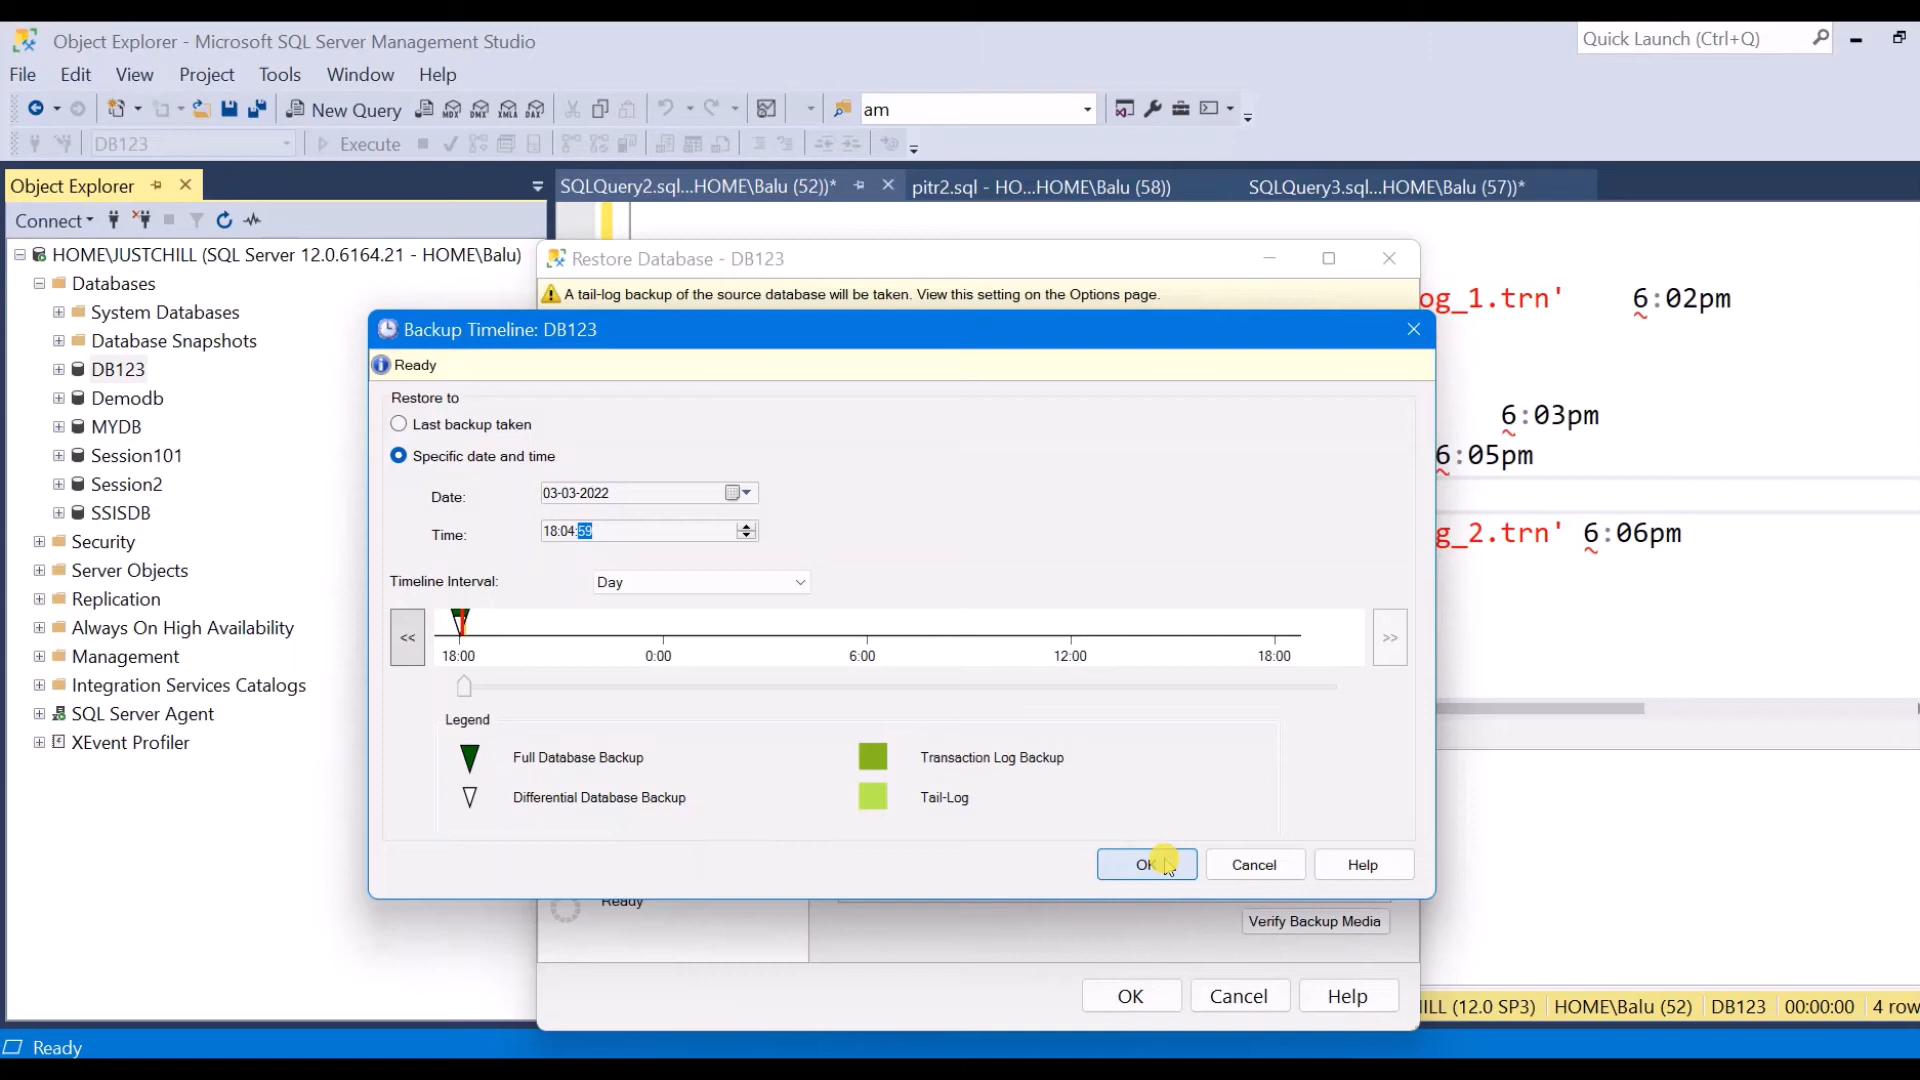 Object Explorer - Microsoft SQL Server Management Studio
Quick Launch (Ctrl+Q)
File Edit View Project Tools Window Help
New Query MDX DMX XMLA DAX am
DB123 Execute
Object Explorer
SQLQuery2.sql...HOME\Balu (52))* pitr2.sql - HO...HOME\Balu (58)) SQLQuery3.sql...HOME\Balu (57))*
Connect
HOME\JUSTCHILL (SQL Server 12.0.6164.21 - HOME\Balu)
Databases
System Databases
Database Snapshots
DB123
Demodb
MYDB
Session101
Session2
SSISDB
Security
Server Objects
Replication
Always On High Availability
Management
Integration Services Catalogs
SQL Server Agent
XEvent Profiler
Restore Database - DB123
A tail-log backup of the source database will be taken. View this setting on the Options page.
og_1.trn' 6:02pm
6:03pm
6:05pm
g_2.trn' 6:06pm
Backup Timeline: DB123
Ready
Restore to
Last backup taken
Specific date and time
Date: 03-03-2022
Time: 18:04:59
Timeline Interval: Day
<< >>
18:00 0:00 6:00 12:00 18:00
Legend
Full Database Backup Transaction Log Backup
Differential Database Backup Tail-Log
OK Cancel Help
Ready
Verify Backup Media
OK Cancel Help
ILL (12.0 SP3) HOME\Balu (52) DB123 00:00:00 4 row
Ready